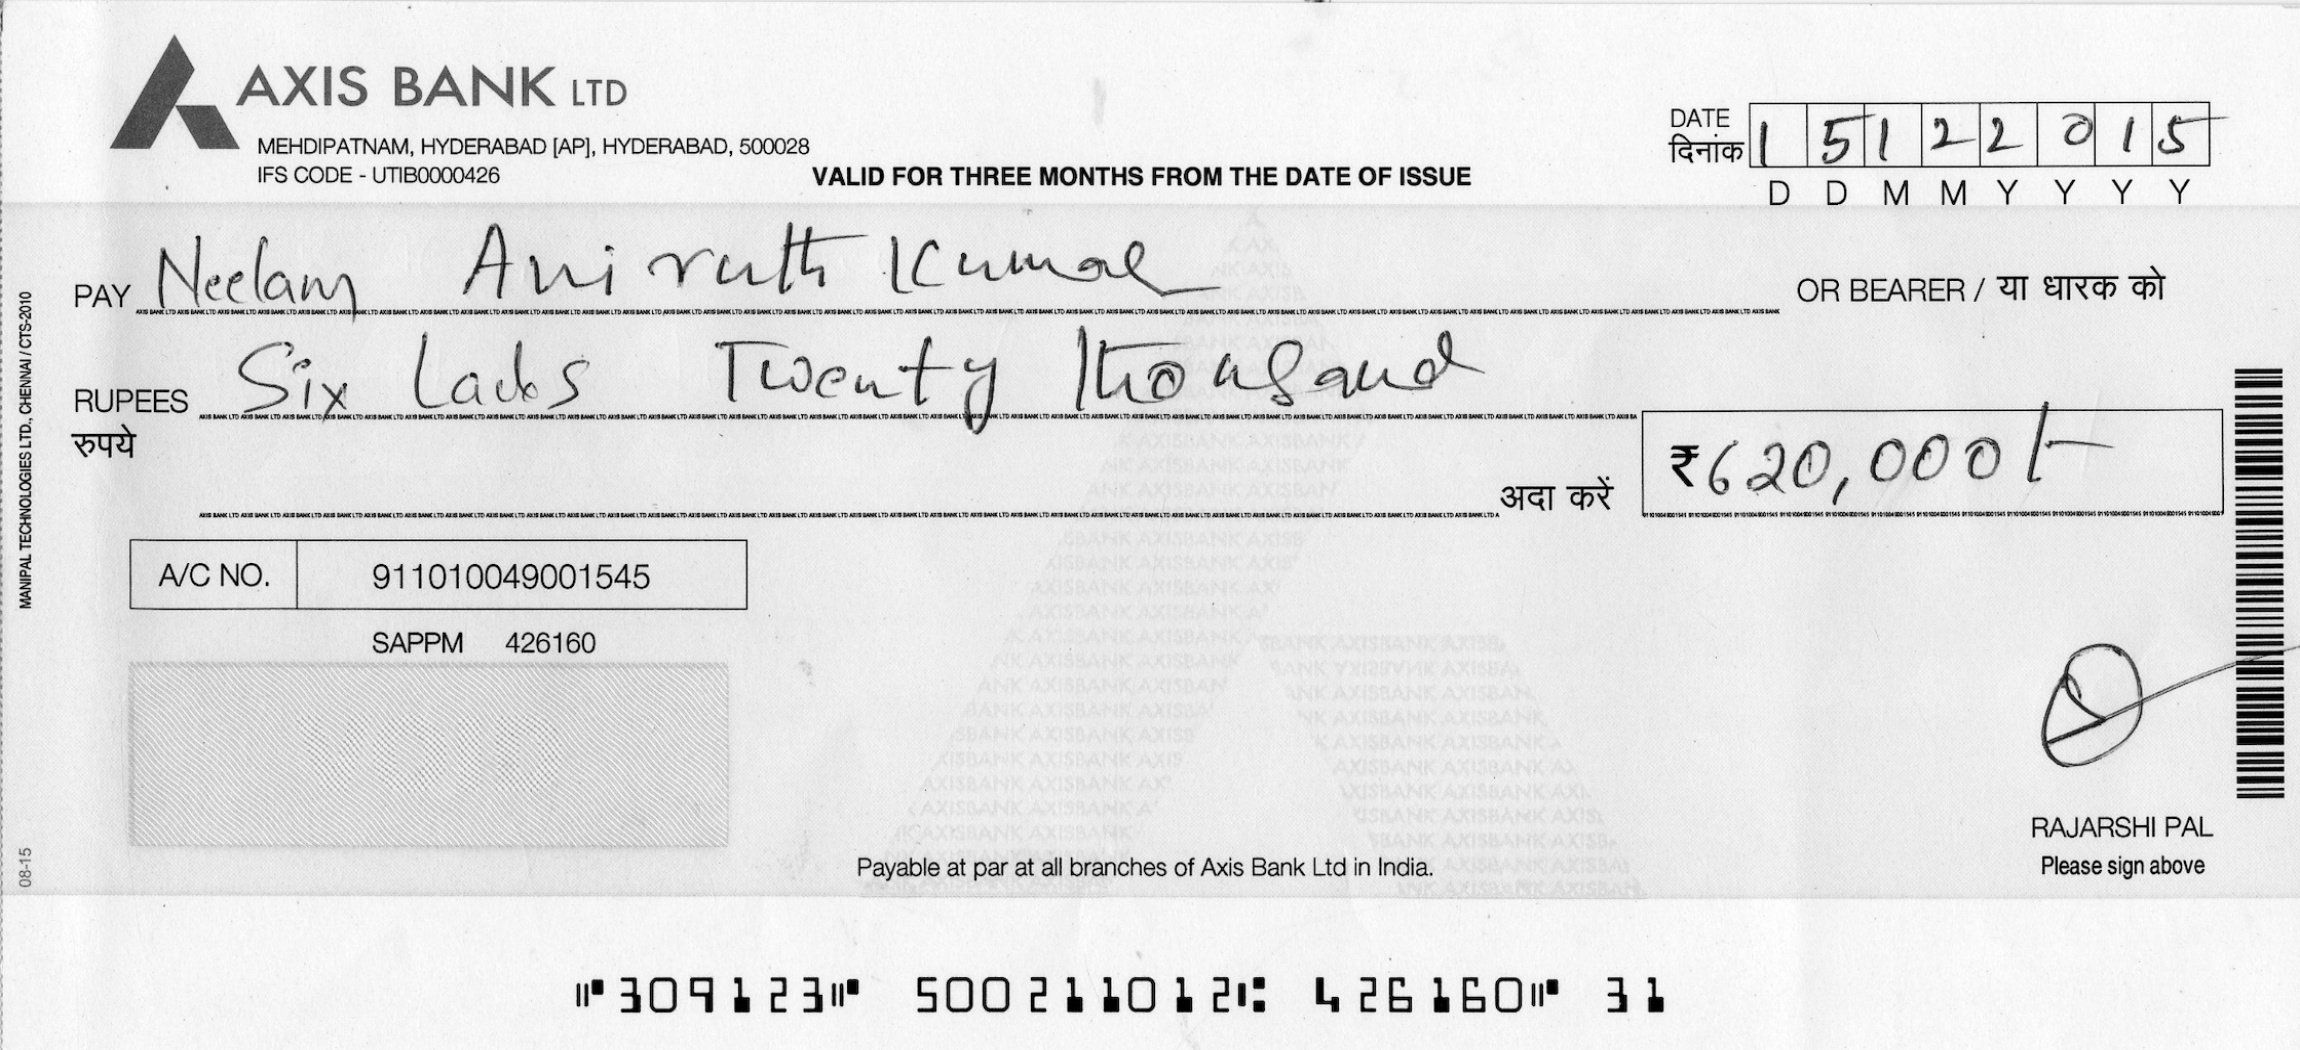 AXIS BANK LTD
MEHDIPATNAM, HYDERABAD [AP], HYDERABAD, 500028
IFS CODE - UTIB0000426
VALID FOR THREE MONTHS FROM THE DATE OF ISSUE
DATE
दिनांक
1 5 1 2 2 0 1 5
D D M M Y Y Y Y
PAY Neelam Aniruth Kumar OR BEARER / या धारक को
RUPEES Six Lacks Twenty Thousand
रुपये
अदा करें ₹ 620,000/-
A/C NO. 911010049001545
SAPPM 426160
VOID
RAJARSHI PAL
Please sign above
Payable at par at all branches of Axis Bank Ltd in India.
MANIPAL TECHNOLOGIES LTD., CHENNAI / CTS-2010
08-15
⑈309123⑈ 500211012⑆ 426160⑈ 31